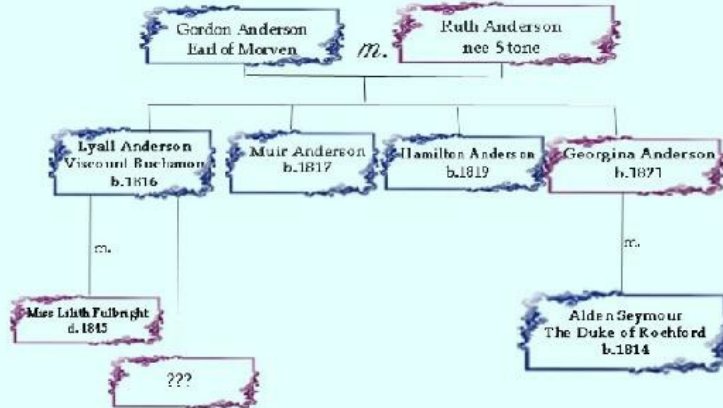 Gordon Anderson
Earl of Morven
m.
Ruth Anderson
nee Stone
Lyall Anderson
Viscount Buchannon
b.1816
Muir Anderson
b.1817
Hamilton Anderson
b.1819
Georgina Anderson
b.1821
m.
m.
Miss Lilith Fulbright
d. 1845
Alden Seymour
The Duke of Rochford
b.1814
???